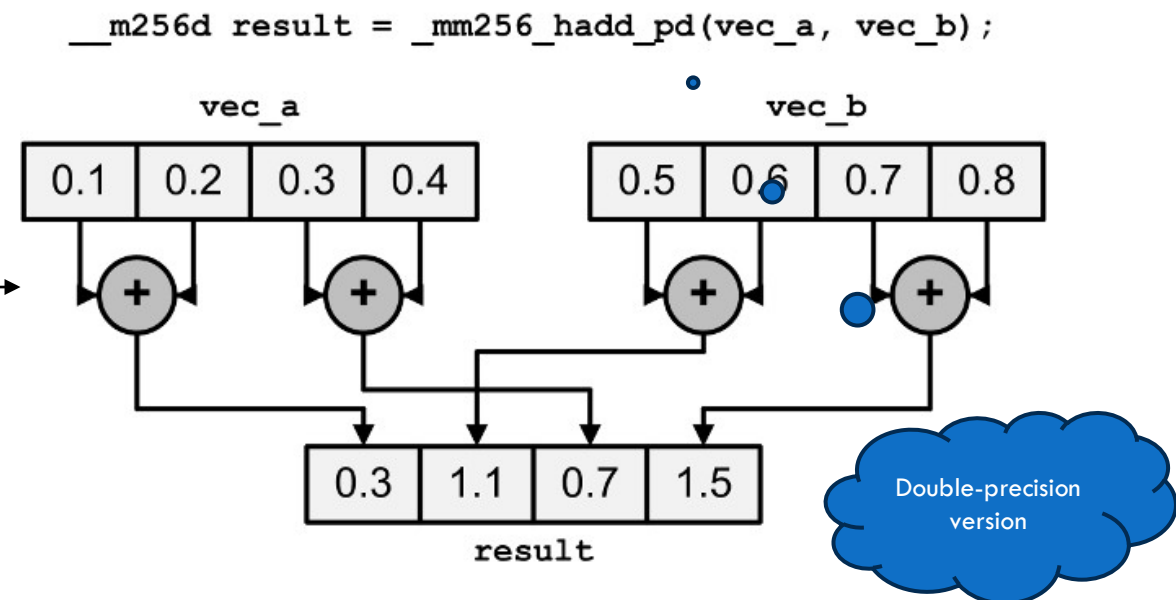 __m256d result = _mm256_hadd_pd(vec_a, vec_b);
vec_a vec_b
0.1 0.2 0.3 0.4 0.5 0.6 0.7 0.8
+ + + +
0.3 1.1 0.7 1.5
result
Double-precision
version